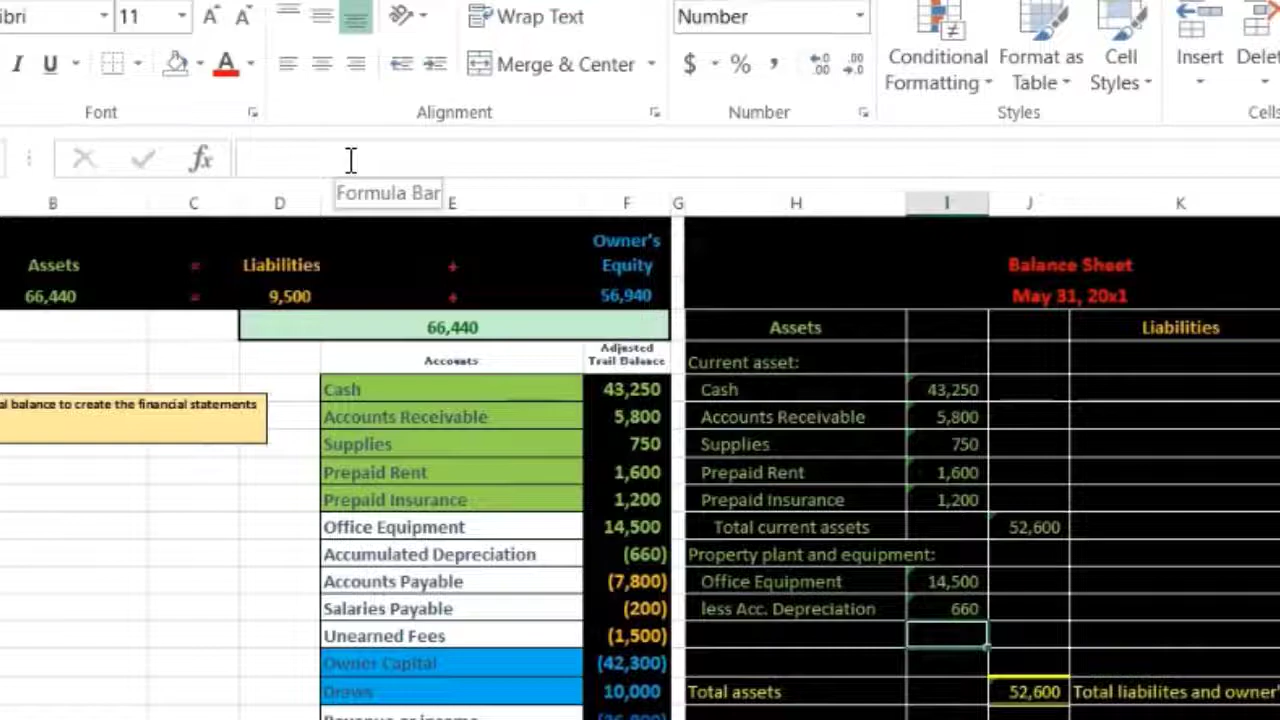 ibri 11 A A Wrap Text Number
U A Merge & Center $ % , Conditional Formatting Format as Table Cell Styles Insert Delet
Font Alignment Number Styles Cells
fx
Formula Bar
B C D E F G H I J K
Assets = Liabilities + Owner's Equity
66,440 = 9,500 + 56,940
66,440
Accounts Adjusted Trail Balance
al balance to create the financial statements
Cash 43,250
Accounts Receivable 5,800
Supplies 750
Prepaid Rent 1,600
Prepaid Insurance 1,200
Office Equipment 14,500
Accumulated Depreciation (660)
Accounts Payable (7,800)
Salaries Payable (200)
Unearned Fees (1,500)
Owner Capital (42,300)
Draws 10,000
Balance Sheet
May 31, 20x1
Assets Liabilities
Current asset:
Cash 43,250
Accounts Receivable 5,800
Supplies 750
Prepaid Rent 1,600
Prepaid Insurance 1,200
Total current assets 52,600
Property plant and equipment:
Office Equipment 14,500
less Acc. Depreciation 660
Total assets 52,600 Total liabilites and owner'